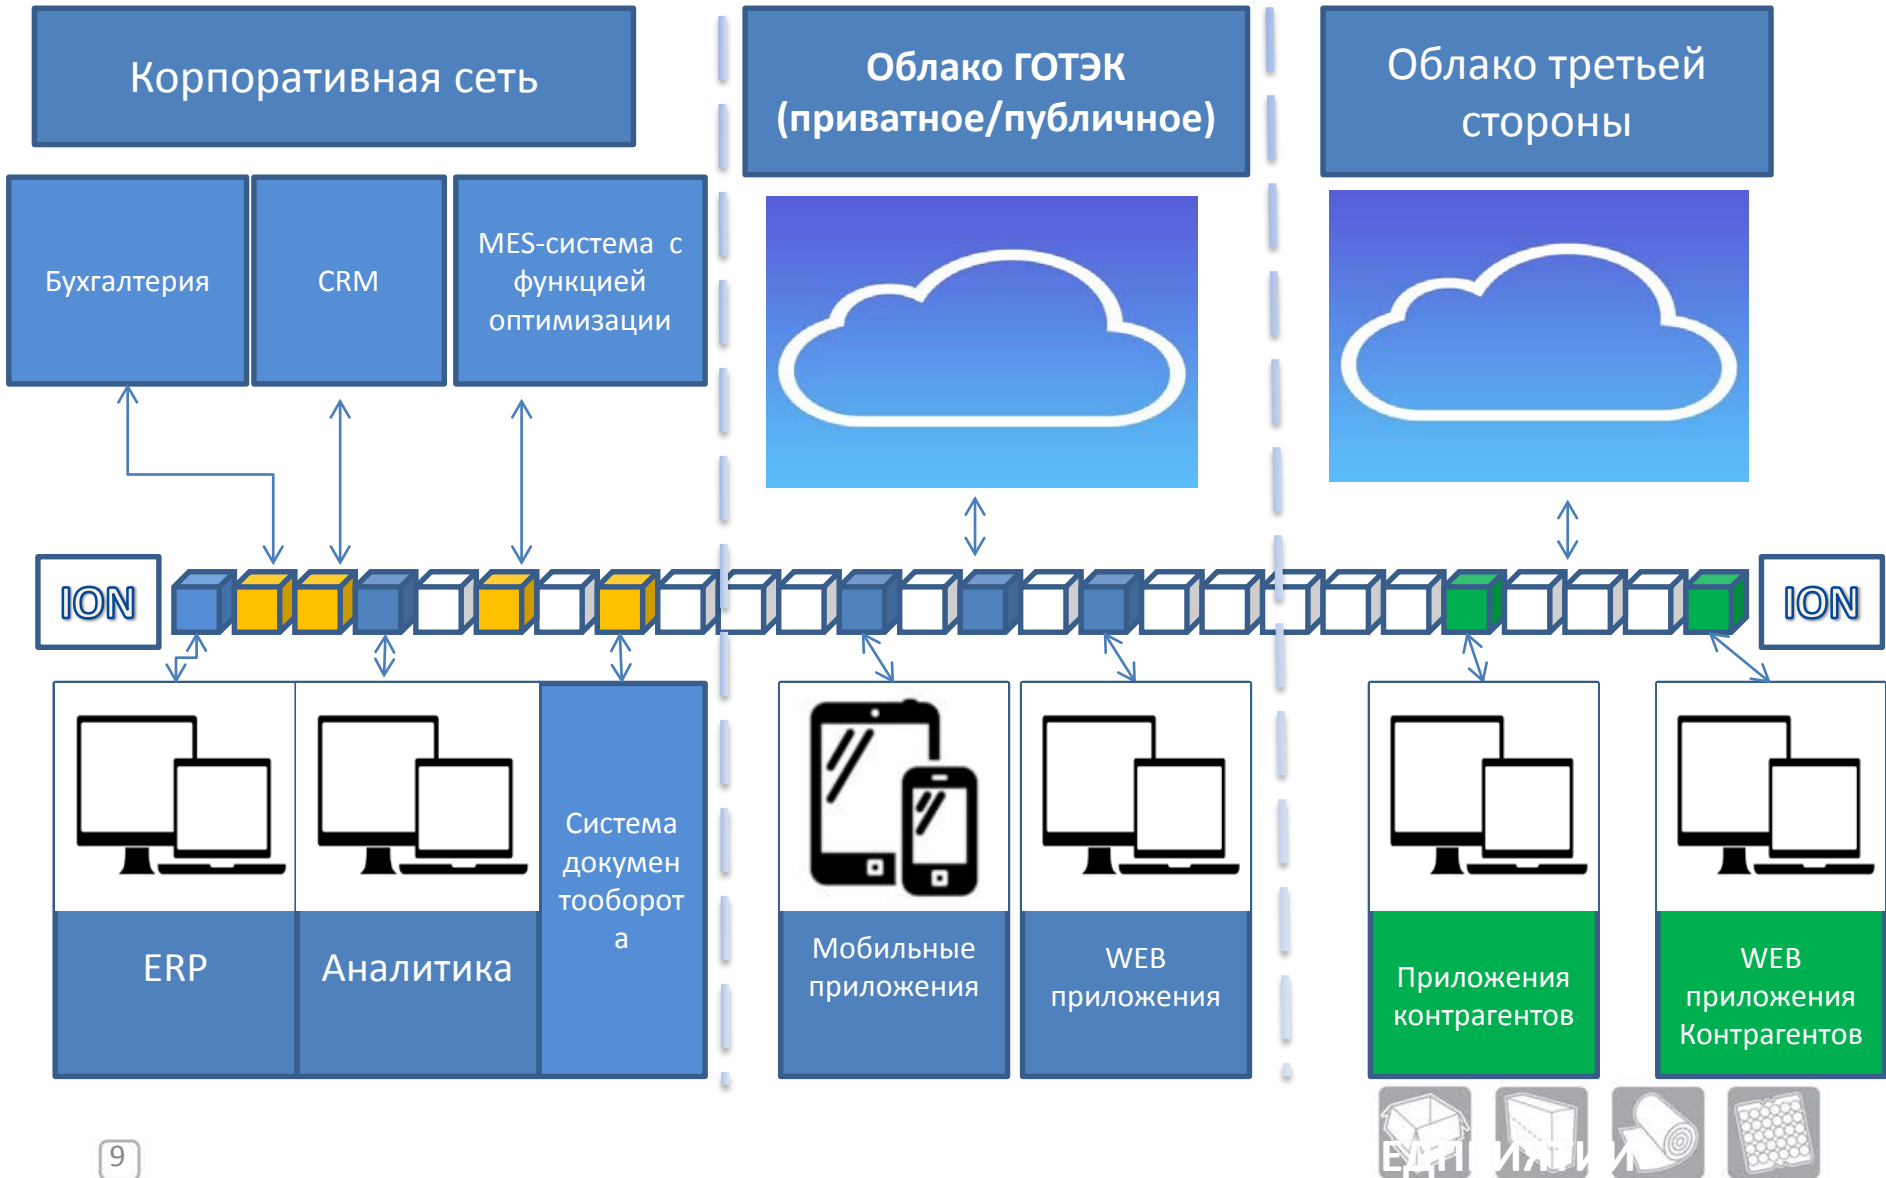 Корпоративная сеть
Облако ГОТЭК
(приватное/публичное)
Облако третьей
стороны
Бухгалтерия
CRM
MES-система с
функцией
оптимизации
ION
ION
ERP
Аналитика
Система
докумен
тооборот
а
Мобильные
приложения
WEB
приложения
Приложения
контрагентов
WEB
приложения
Контрагентов
9
ЕДПРИЯТИЙ